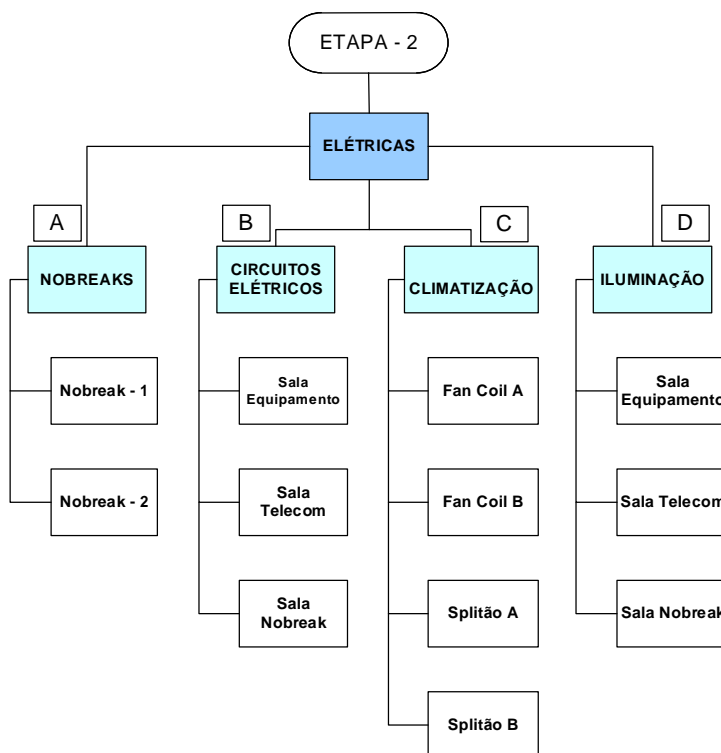 ETAPA - 2
ELÉTRICAS
A
NOBREAKS
Nobreak - 1
Nobreak - 2
B
CIRCUITOS
ELÉTRICOS
Sala
Equipamento
Sala
Telecom
Sala
Nobreak
C
CLIMATIZAÇÃO
Fan Coil A
Fan Coil B
Splitão A
Splitão B
D
ILUMINAÇÃO
Sala
Equipamento
Sala Telecom
Sala Nobreak